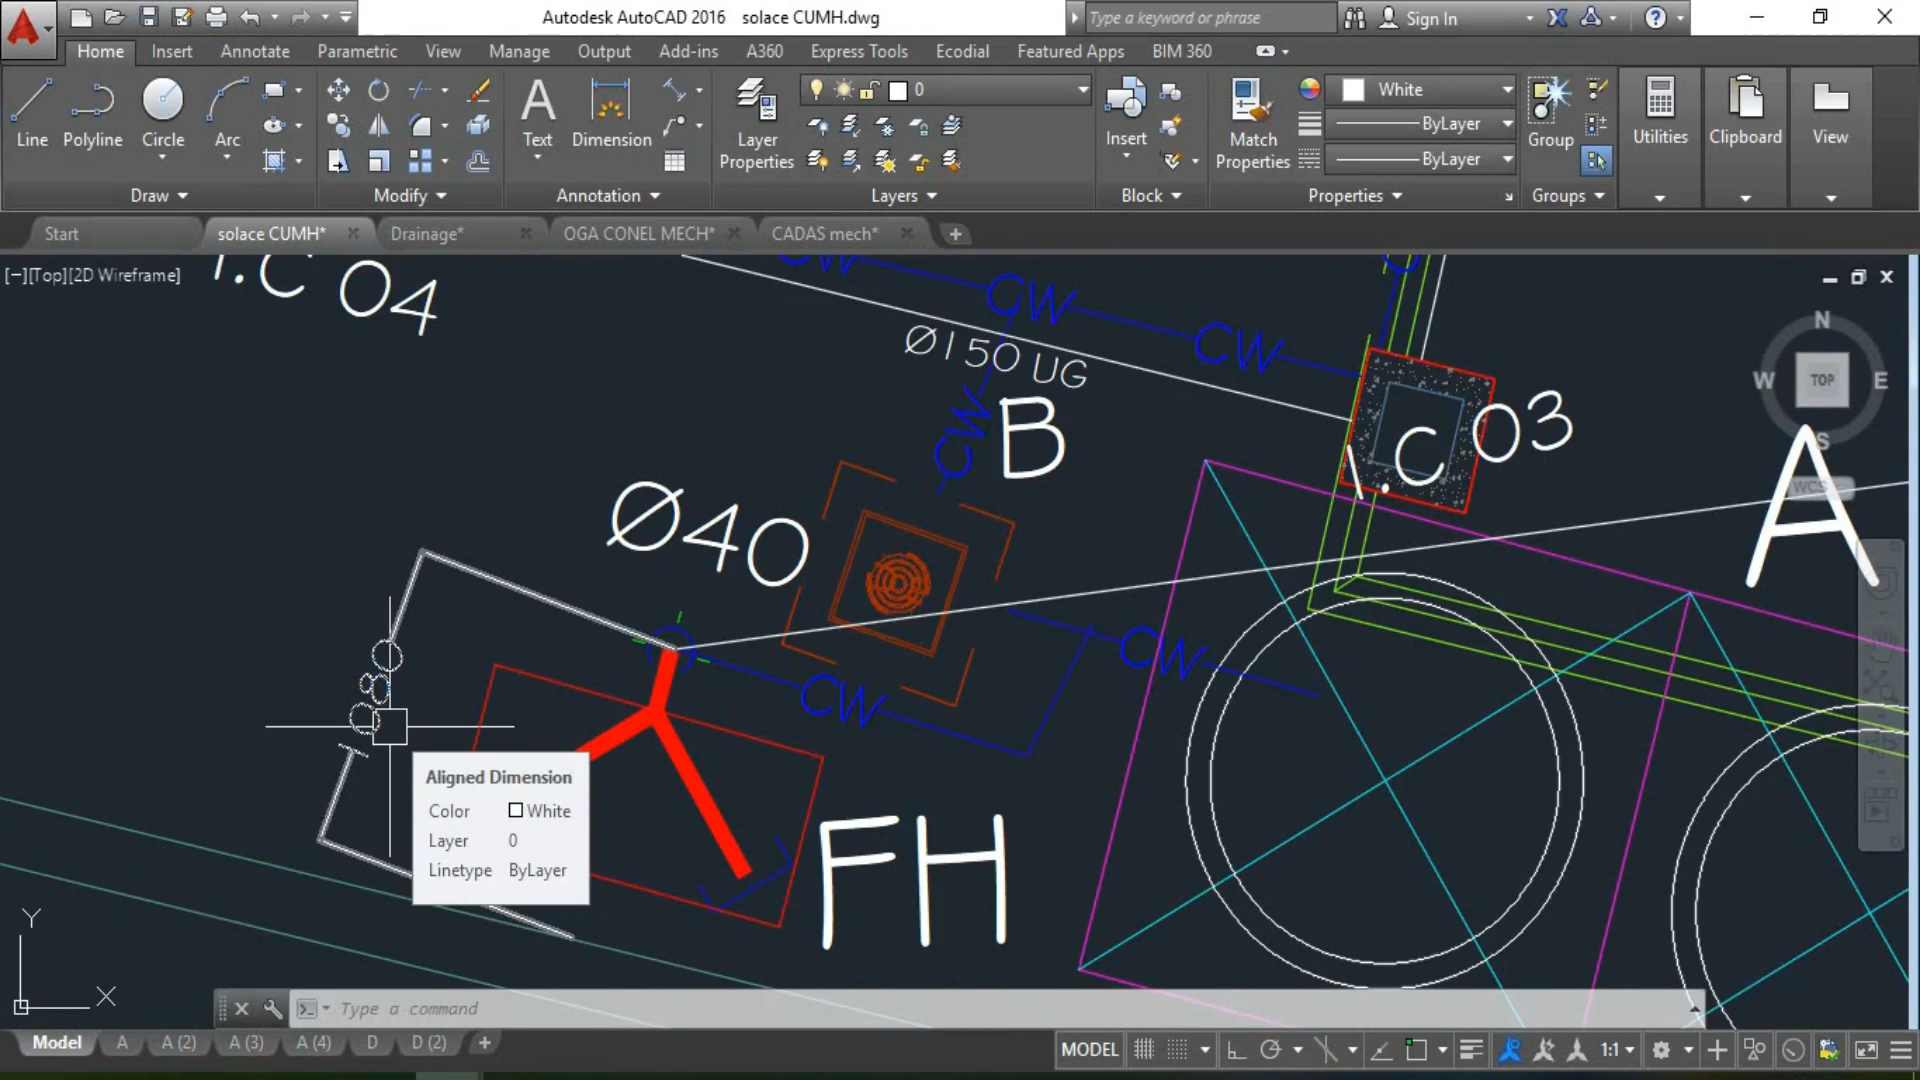 Autodesk AutoCAD 2016 solace CUMH.dwg
Type a keyword or phrase
Sign In
Home Insert Annotate Parametric View Manage Output Add-ins A360 Express Tools Ecodial Featured Apps BIM 360
Line Polyline Circle Arc
Text Dimension
Layer Properties
0
Insert
Match Properties
White
ByLayer
ByLayer
Group
Utilities
Clipboard
View
Draw Modify Annotation Layers Block Properties Groups
Start solace CUMH* Drainage* OGA CONEL MECH* CADAS mech*
[−][Top][2D Wireframe]
I.C 04
CW
CW
CW
Ø150 UG
CW
B
I.C 03
Ø40
A
N
W TOP E
S
WCS
CW
CW
FH
Aligned Dimension
Color White
Layer 0
Linetype ByLayer
Y
X
Type a command
Model A A (2) A (3) A (4) D D (2)
MODEL
1:1